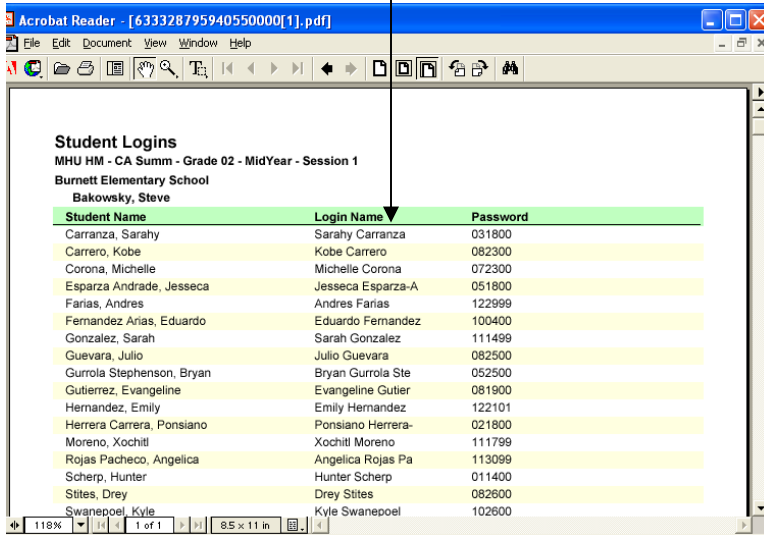 Acrobat Reader - [633328795940550000[1].pdf]
File Edit Document View Window Help
Student Logins
MHU HM - CA Summ - Grade 02 - MidYear - Session 1
Burnett Elementary School
Bakowsky, Steve
Student Name Login Name Password
Carranza, Sarahy Sarahy Carranza 031800
Carrero, Kobe Kobe Carrero 082300
Corona, Michelle Michelle Corona 072300
Esparza Andrade, Jesseca Jesseca Esparza-A 051800
Farias, Andres Andres Farias 122999
Fernandez Arias, Eduardo Eduardo Fernandez 100400
Gonzalez, Sarah Sarah Gonzalez 111499
Guevara, Julio Julio Guevara 082500
Gurrola Stephenson, Bryan Bryan Gurrola Ste 052500
Gutierrez, Evangeline Evangeline Gutier 081900
Hernandez, Emily Emily Hernandez 122101
Herrera Carrera, Ponsiano Ponsiano Herrera- 021800
Moreno, Xochitl Xochitl Moreno 111799
Rojas Pacheco, Angelica Angelica Rojas Pa 113099
Scherp, Hunter Hunter Scherp 011400
Stites, Drey Drey Stites 082600
Swanepoel, Kyle Kyle Swanepoel 102600
118% 1 of 1 8.5 x 11 in